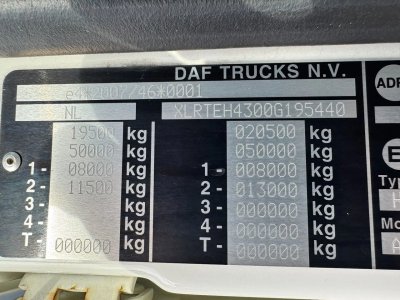 DAF TRUCKS N.V.
e4*2007/46*0001
NL XLRTEH4300G195440
19500 kg 020500 kg
50000 kg 050000 kg
1- 08000 kg 1- 008000 kg
2- 11500 kg 2- 013000 kg
3- kg 3- 000000 kg
4- kg 4- 000000 kg
T- 000000 kg T- 000000 kg
ADR
E
Typ
H
Mo
A